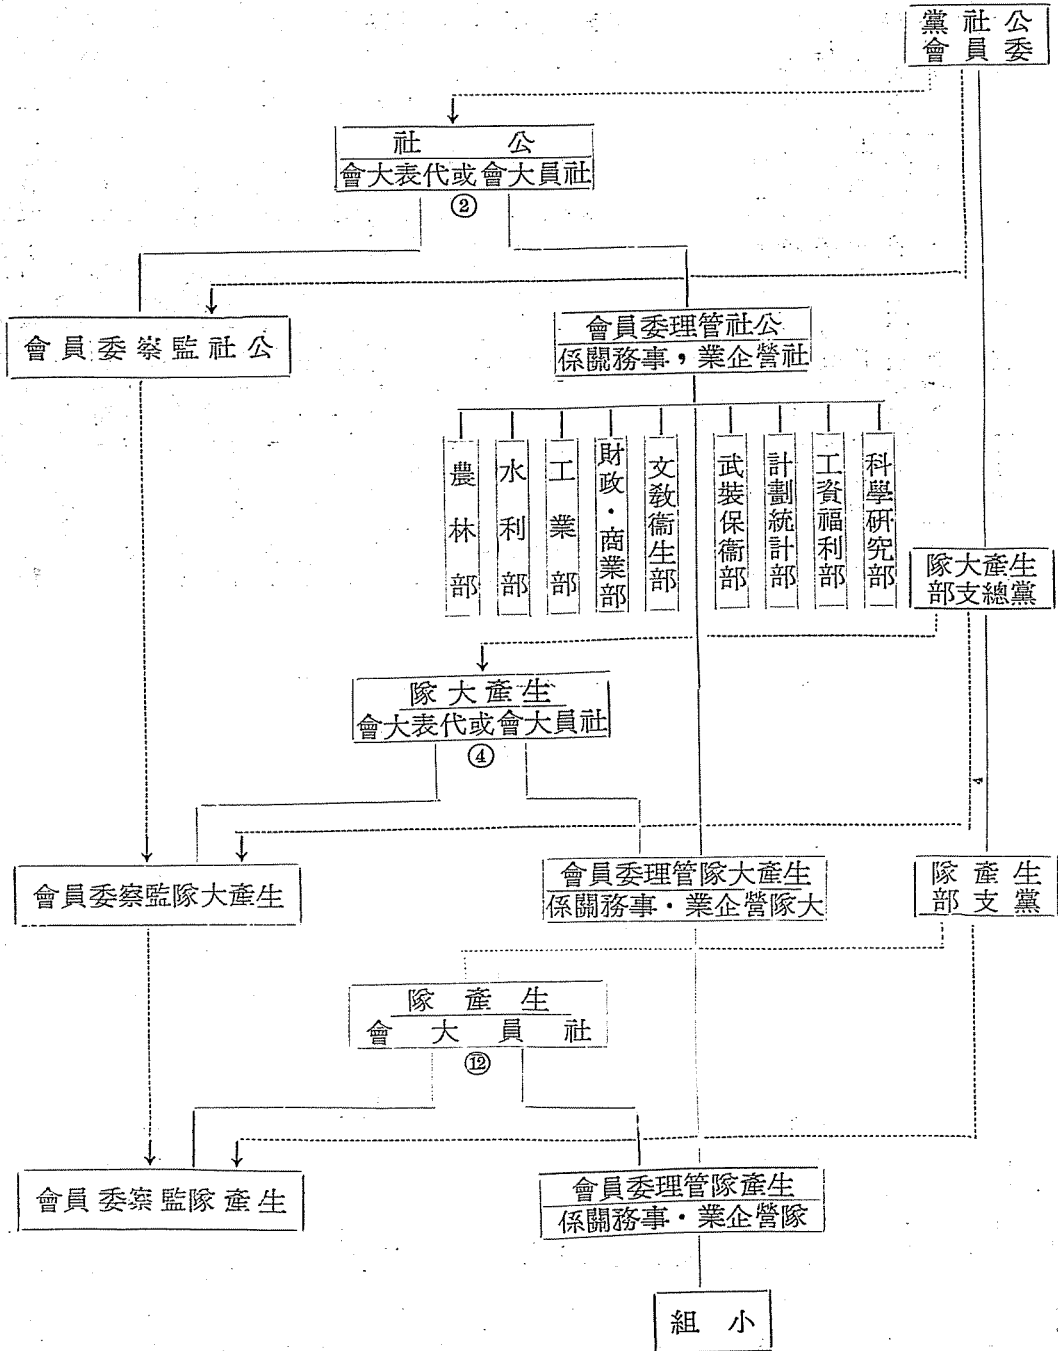 公社黨
委員會
公社
社員大會或代表大會
②
公社管理委員會
社營企業，事務關係
公社監察委員會
科學研究部
工資福利部
計劃統計部
武裝保衛部
文教衞生部
財政・商業部
工業部
水利部
農林部
生產大隊
黨總支部
生產大隊
社員大會或代表大會
④
生產隊
黨支部
生產大隊管理委員會
大隊營企業・事務關係
生產大隊監察委員會
生產隊
社員大會
⑫
生產隊管理委員會
隊營企業・事務關係
生產隊監察委員會
小組